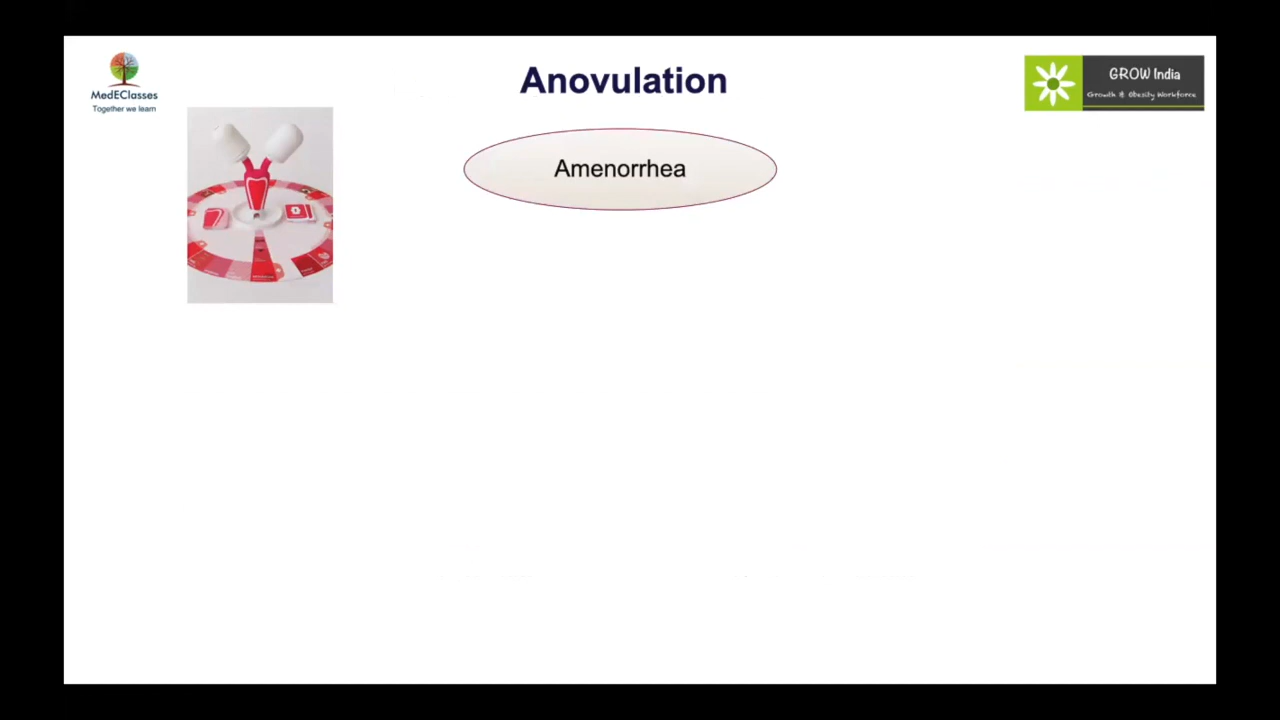 Anovulation
MedEClasses
Together we learn
GROW India
Growth & Obesity Workforce
Amenorrhea